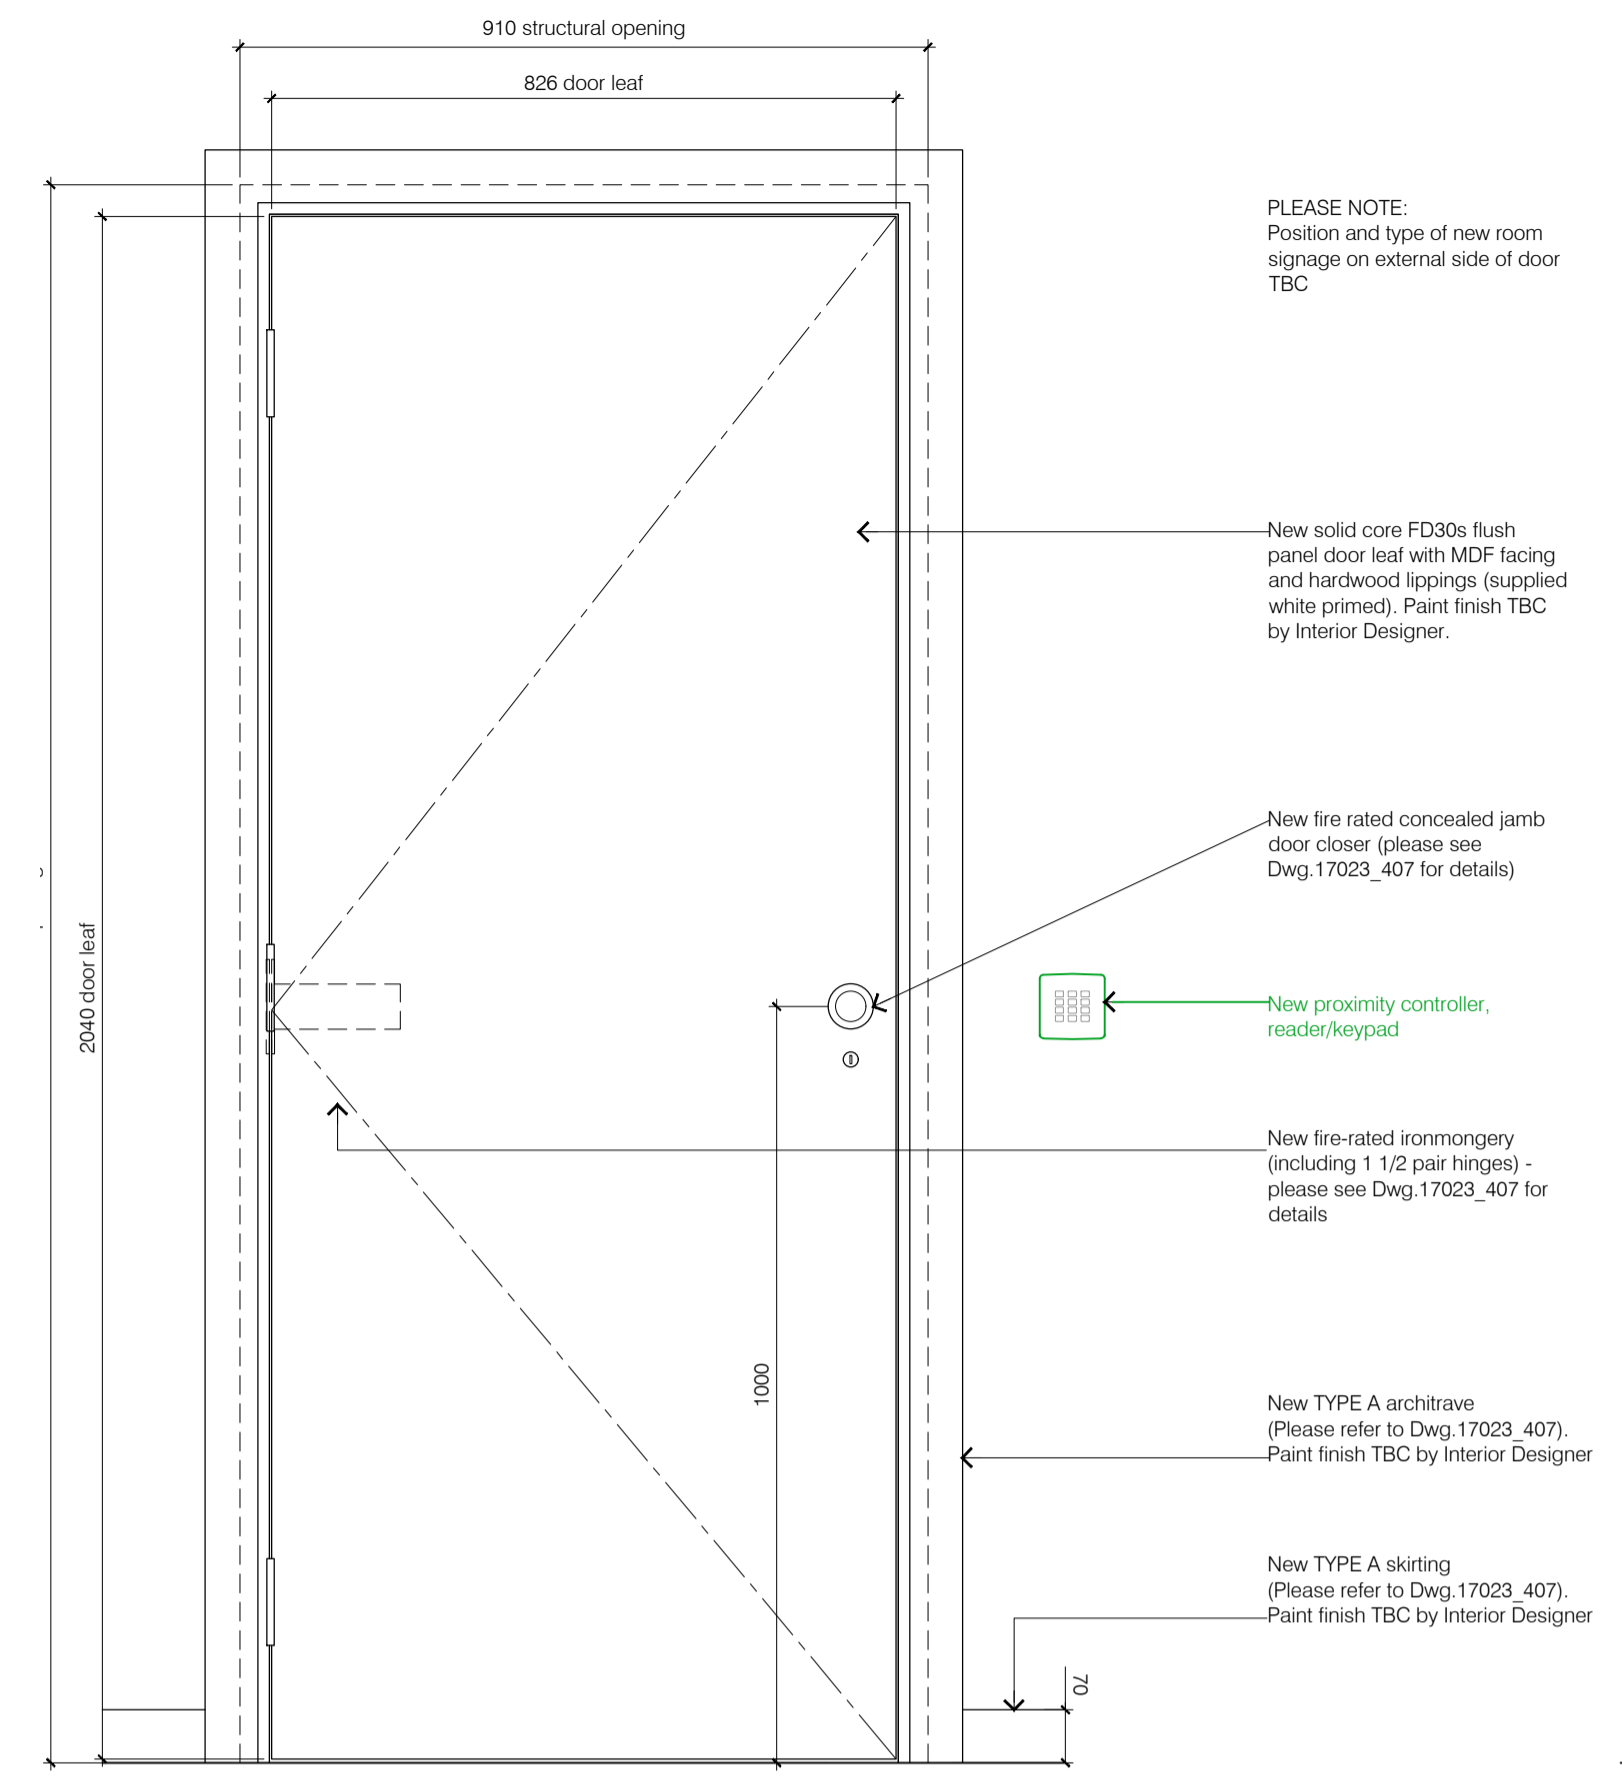 910 structural opening
826 door leaf
PLEASE NOTE:
Position and type of new room
signage on external side of door
TBC
New solid core FD30s flush
panel door leaf with MDF facing
and hardwood lippings (supplied
white primed). Paint finish TBC
by Interior Designer.
New fire rated concealed jamb
door closer (please see
Dwg.17023_407 for details)
2040 door leaf
New proximity controller,
reader/keypad
New fire-rated ironmongery
(including 1 1/2 pair hinges) -
please see Dwg.17023_407 for
details
1000
New TYPE A architrave
(Please refer to Dwg.17023_407).
Paint finish TBC by Interior Designer
New TYPE A skirting
(Please refer to Dwg.17023_407).
Paint finish TBC by Interior Designer
70